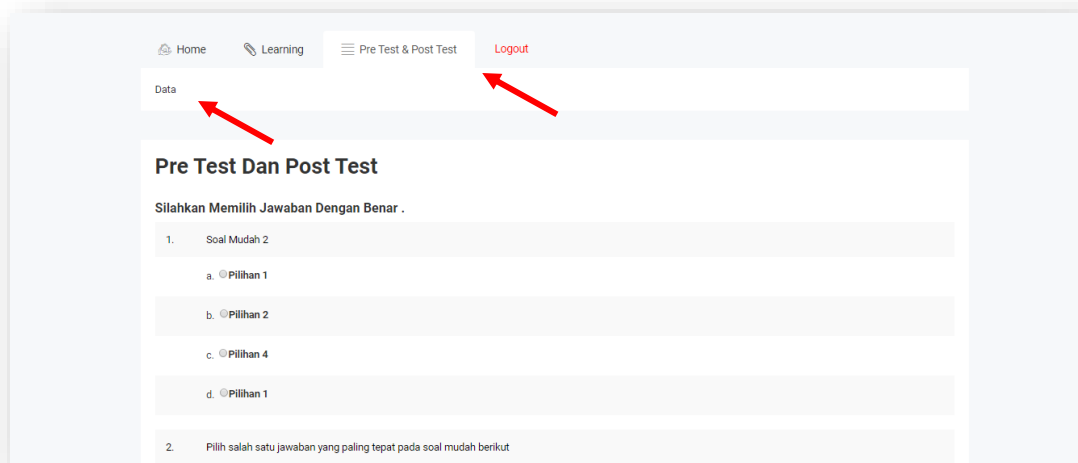 Home Learning Pre Test & Post Test Logout
Data
Pre Test Dan Post Test
Silahkan Memilih Jawaban Dengan Benar .
1. Soal Mudah 2
a. Pilihan 1
b. Pilihan 2
c. Pilihan 4
d. Pilihan 1
2. Pilih salah satu jawaban yang paling tepat pada soal mudah berikut